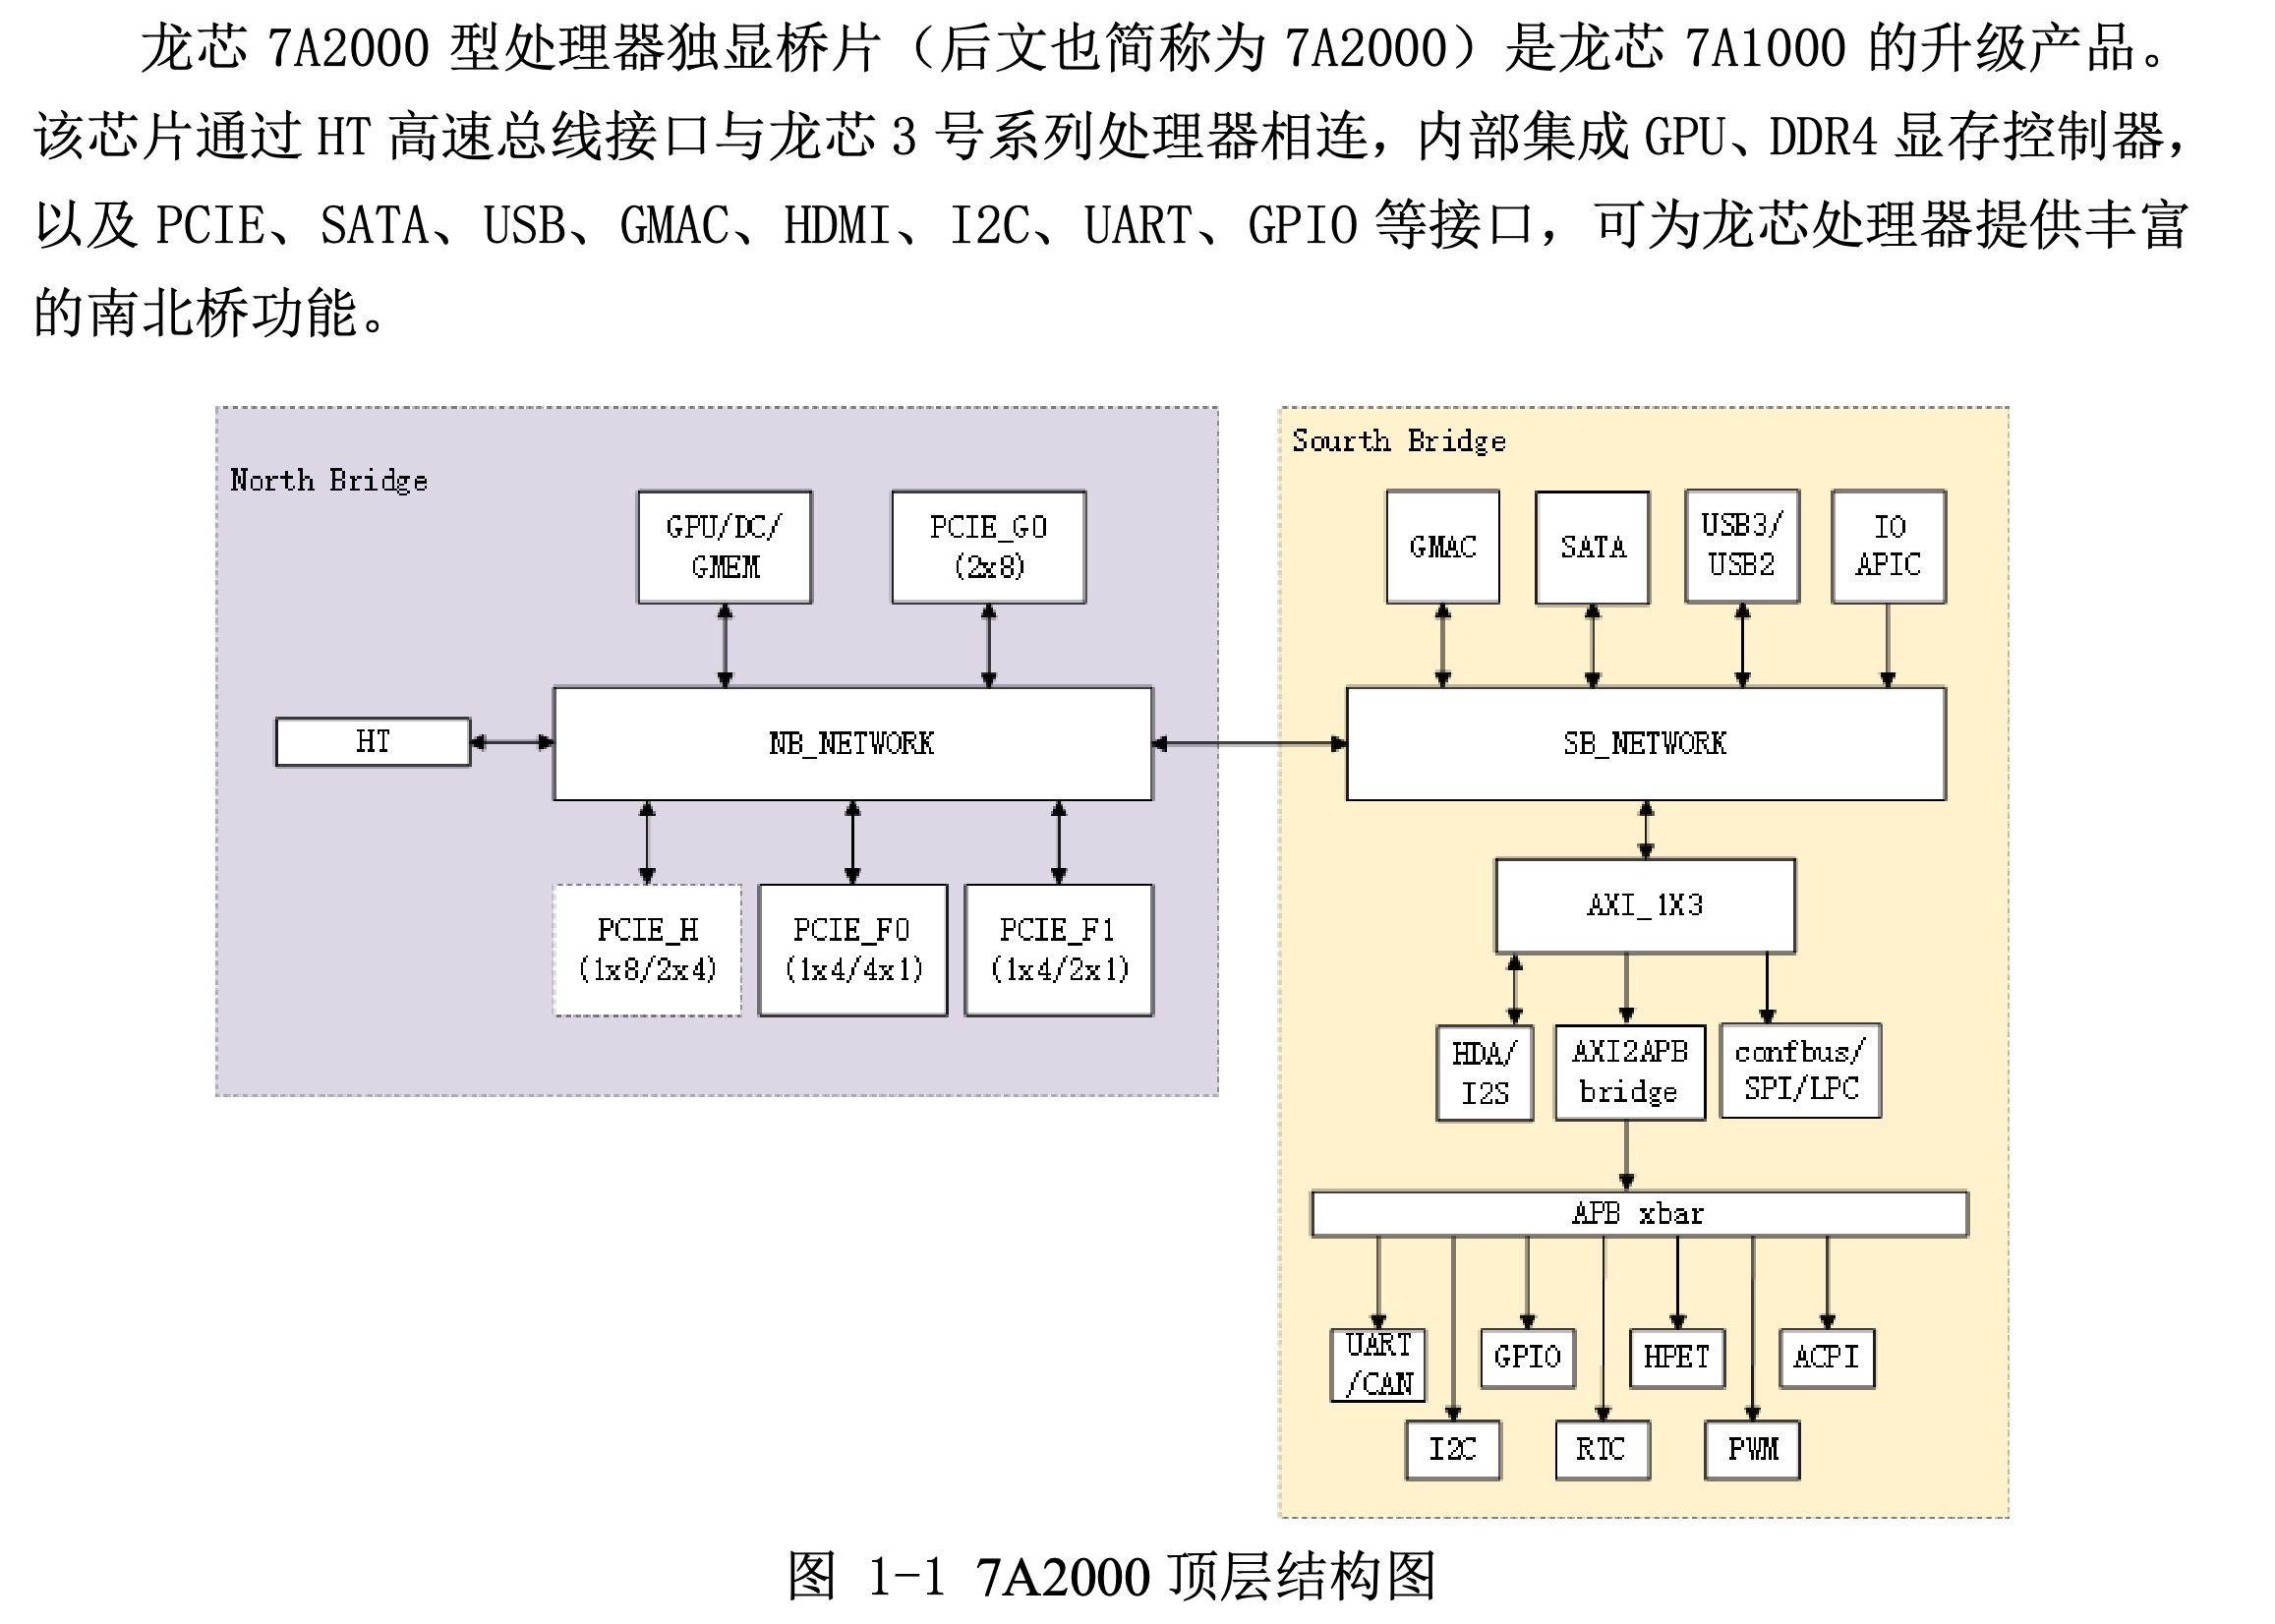 龙芯 7A2000 型处理器独显桥片（后文也简称为 7A2000）是龙芯 7A1000 的升级产品。
该芯片通过 HT 高速总线接口与龙芯 3 号系列处理器相连，内部集成 GPU、DDR4 显存控制器，
以及 PCIE、SATA、USB、GMAC、HDMI、I2C、UART、GPIO 等接口，可为龙芯处理器提供丰富
的南北桥功能。
North Bridge
GPU/DC/
GMEM
PCIE_G0
(2x8)
HT
NB_NETWORK
PCIE_H
(1x8/2x4)
PCIE_F0
(1x4/4x1)
PCIE_F1
(1x4/2x1)
Sourth Bridge
GMAC
SATA
USB3/
USB2
IO
APIC
SB_NETWORK
AXI_1X3
HDA/
I2S
AXI2APB
bridge
confbus/
SPI/LPC
APB xbar
UART
/CAN
GPIO
HPET
ACPI
I2C
RTC
PWM
图 1-1 7A2000 顶层结构图